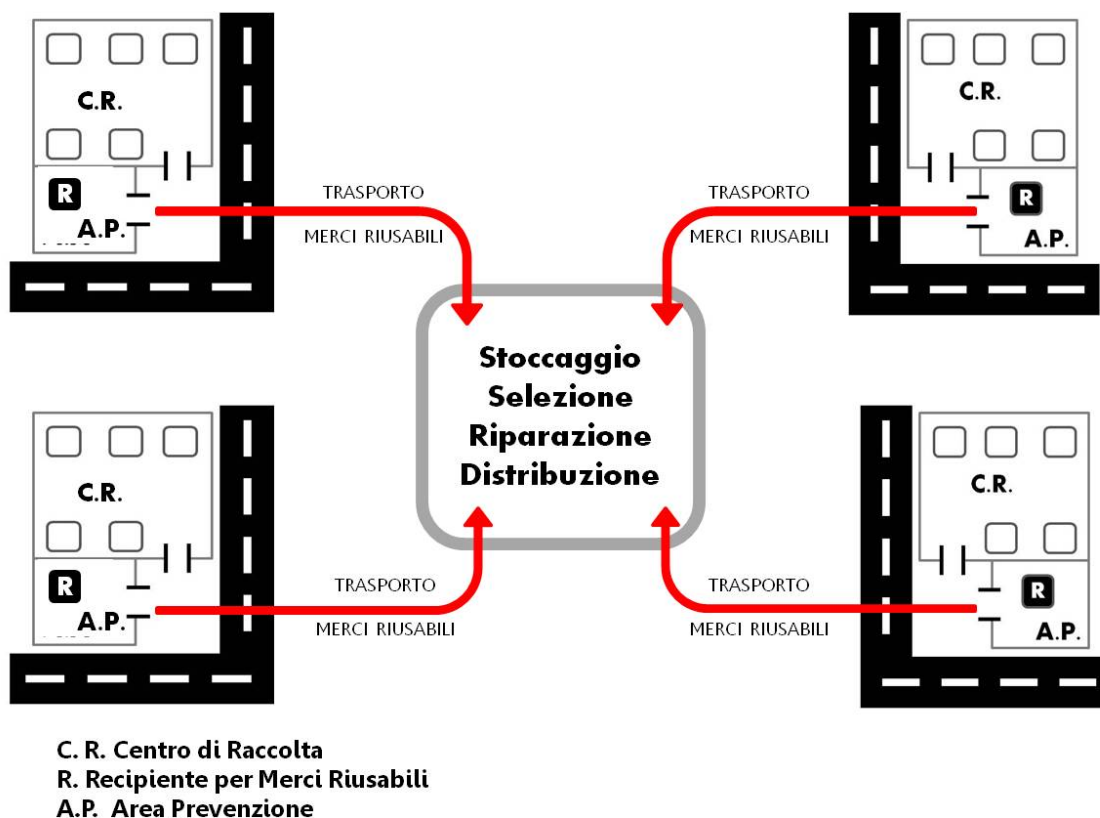 C.R.
R
A.P.
TRASPORTO
MERCI RIUSABILI
C.R.
R
A.P.
TRASPORTO
MERCI RIUSABILI
Stoccaggio
Selezione
Riparazione
Distribuzione
C.R.
R
A.P.
TRASPORTO
MERCI RIUSABILI
C.R.
R
A.P.
TRASPORTO
MERCI RIUSABILI
C. R. Centro di Raccolta
R. Recipiente per Merci Riusabili
A.P. Area Prevenzione